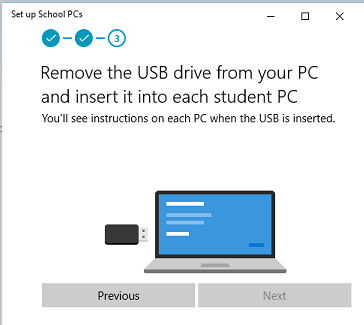 Set up School PCs
3
Remove the USB drive from your PC
and insert it into each student PC
You'll see instructions on each PC when the USB is inserted.
Previous
Next